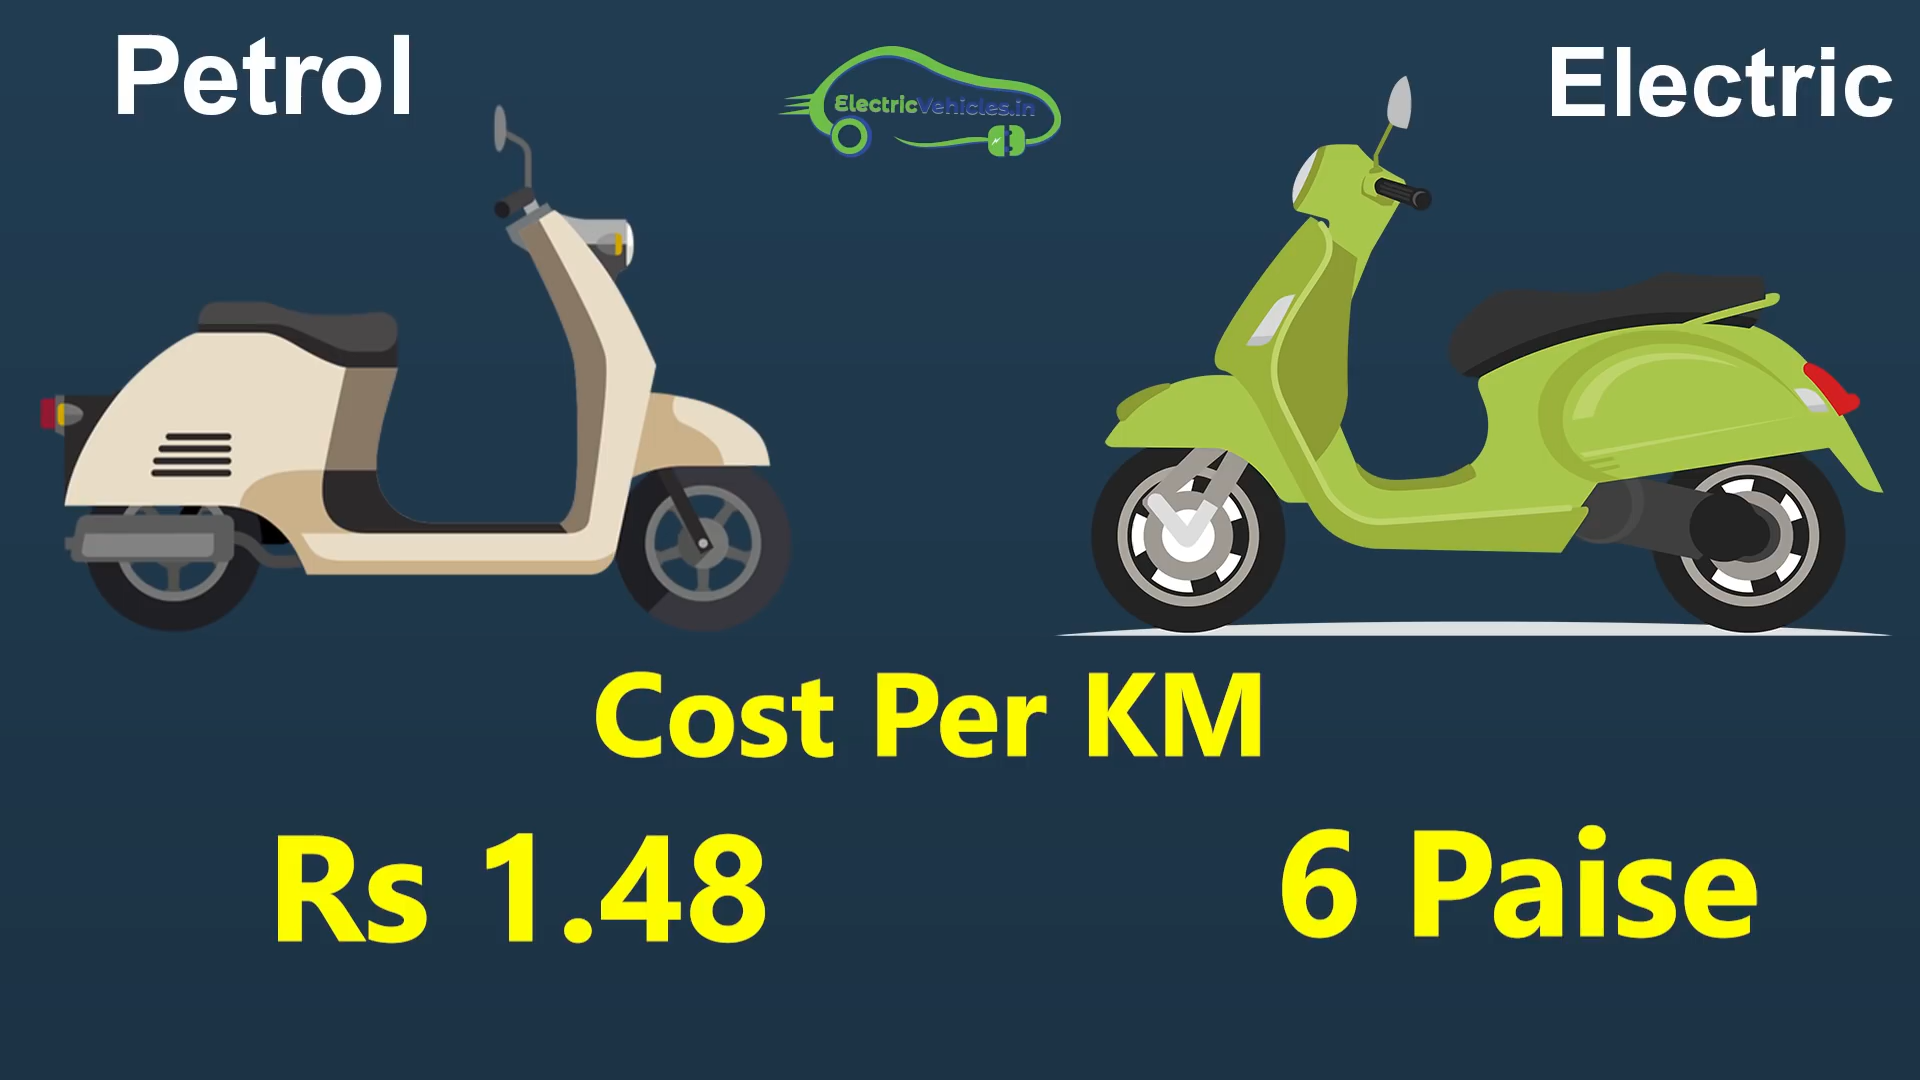 Petrol
ElectricVehicles.in
Electric
Cost Per KM
Rs 1.48
6 Paise